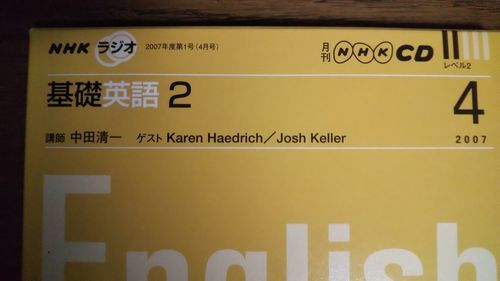 NHK ラジオ 2007年度第1号(4月号) 月刊 NHK CD レベル2
基礎英語 2 4
講師 中田清一 ゲスト Karen Haedrich／Josh Keller 2007
English